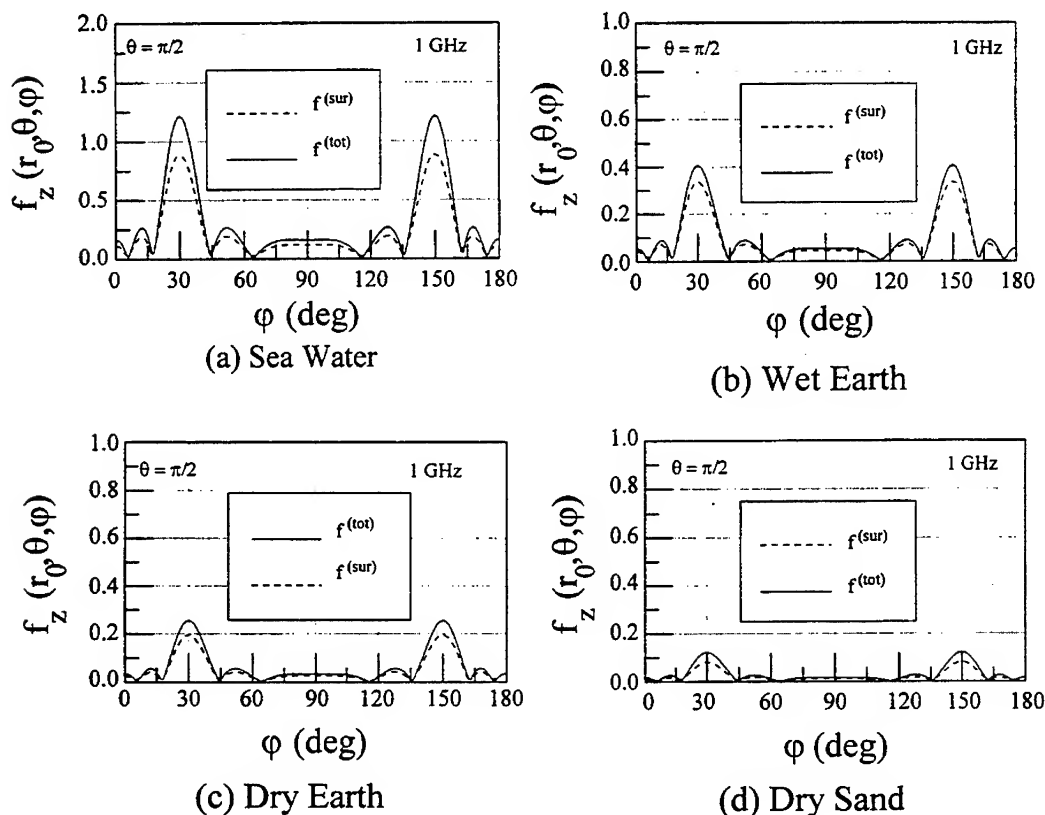 2.0
1.5
1.25
1.0
0.5
0.0
θ = π/2
1 GHz
f(sur)
f(tot)
f_z (r_0,θ,φ)
0 30 60 90 120 150 180
φ (deg)
(a) Sea Water
1.0
0.8
0.6
0.4
0.2
0.0
θ = π/2
1 GHz
f(sur)
f(tot)
f_z (r_0,θ,φ)
0 30 60 90 120 150 180
φ (deg)
(b) Wet Earth
1.0
0.8
0.6
0.4
0.2
0.0
θ = π/2
1 GHz
f(tot)
f(sur)
f_z (r_0,θ,φ)
0 30 60 90 120 150 180
φ (deg)
(c) Dry Earth
1.0
0.8
0.6
0.4
0.2
0.0
θ = π/2
1 GHz
f(sur)
f(tot)
f_z (r_0,θ,φ)
0 30 60 90 120 150 180
φ (deg)
(d) Dry Sand